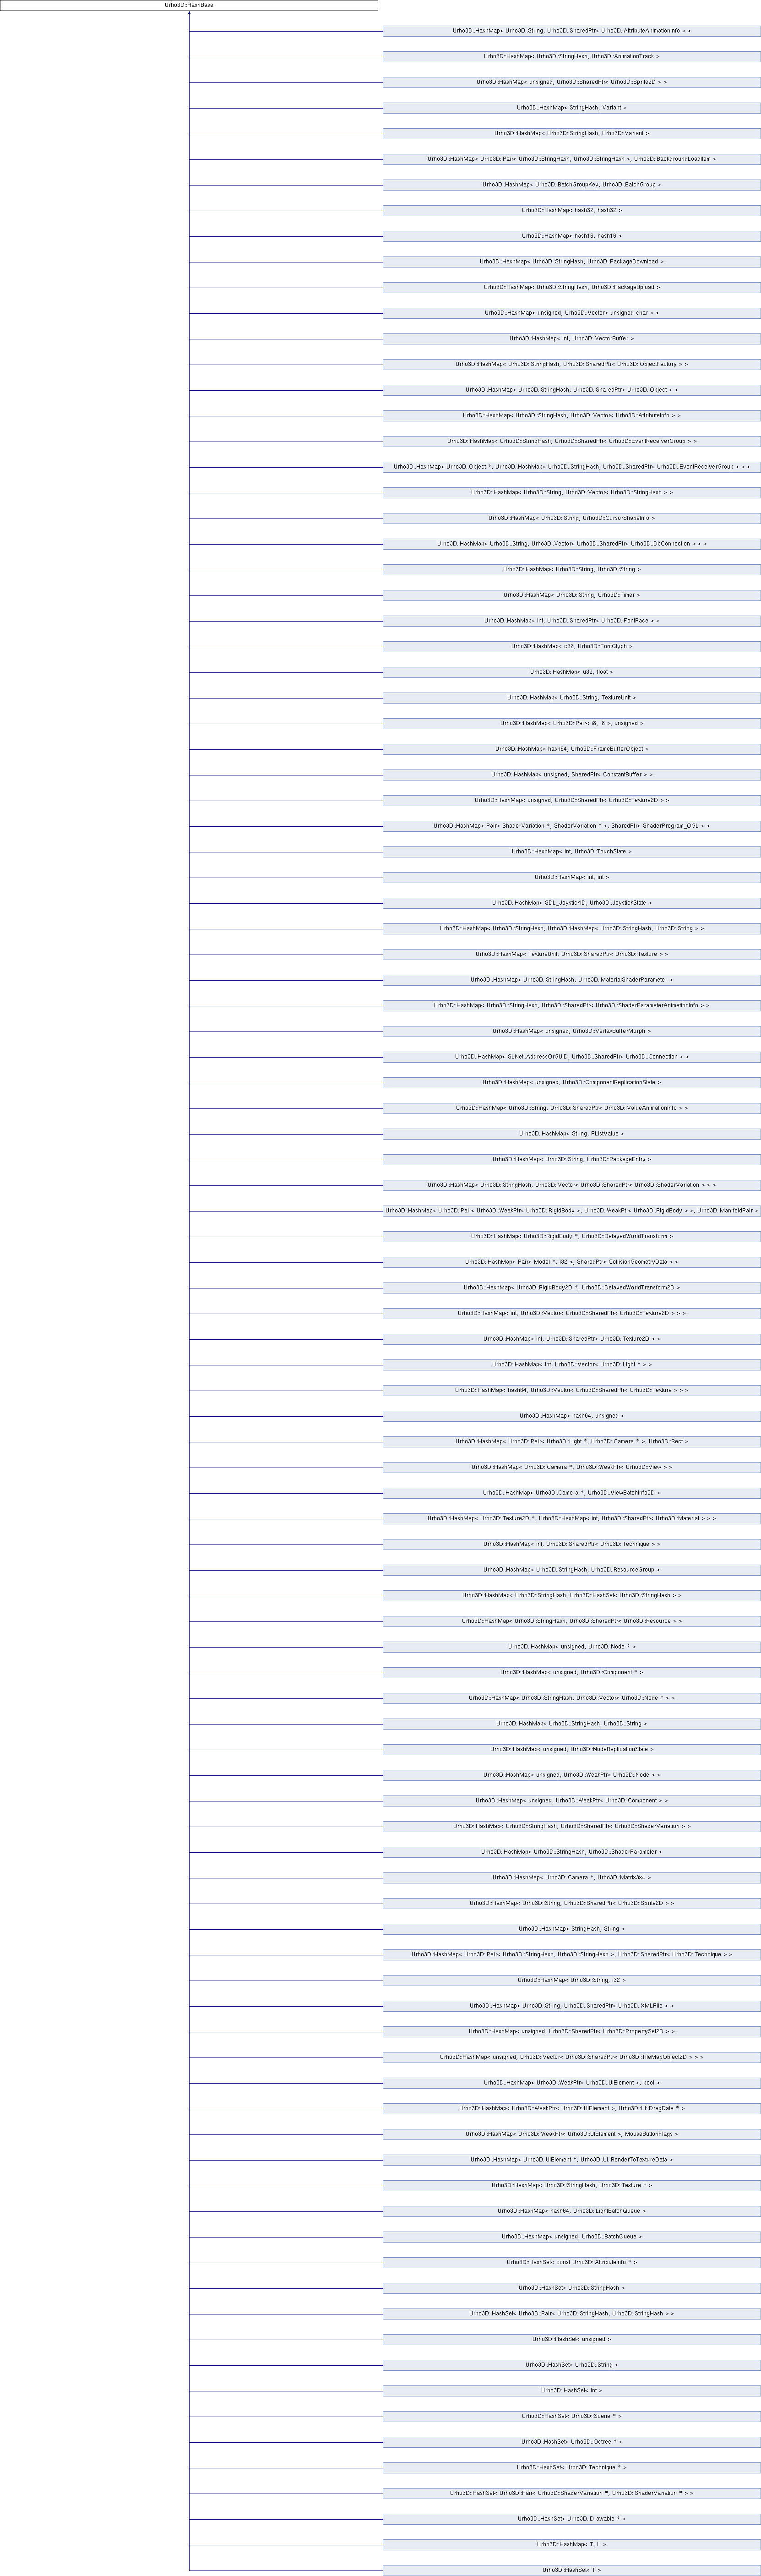 Urho3D::HashBase
Urho3D::HashMap< Urho3D::String, Urho3D::SharedPtr< Urho3D::AttributeAnimationInfo > >
Urho3D::HashMap< Urho3D::StringHash, Urho3D::AnimationTrack >
Urho3D::HashMap< unsigned, Urho3D::SharedPtr< Urho3D::Sprite2D > >
Urho3D::HashMap< StringHash, Variant >
Urho3D::HashMap< Urho3D::StringHash, Urho3D::Variant >
Urho3D::HashMap< Urho3D::Pair< Urho3D::StringHash, Urho3D::StringHash >, Urho3D::BackgroundLoadItem >
Urho3D::HashMap< Urho3D::BatchGroupKey, Urho3D::BatchGroup >
Urho3D::HashMap< hash32, hash32 >
Urho3D::HashMap< hash16, hash16 >
Urho3D::HashMap< Urho3D::StringHash, Urho3D::PackageDownload >
Urho3D::HashMap< Urho3D::StringHash, Urho3D::PackageUpload >
Urho3D::HashMap< unsigned, Urho3D::Vector< unsigned char > >
Urho3D::HashMap< int, Urho3D::VectorBuffer >
Urho3D::HashMap< Urho3D::StringHash, Urho3D::SharedPtr< Urho3D::ObjectFactory > >
Urho3D::HashMap< Urho3D::StringHash, Urho3D::SharedPtr< Urho3D::Object > >
Urho3D::HashMap< Urho3D::StringHash, Urho3D::Vector< Urho3D::AttributeInfo > >
Urho3D::HashMap< Urho3D::StringHash, Urho3D::SharedPtr< Urho3D::EventReceiverGroup > >
Urho3D::HashMap< Urho3D::Object *, Urho3D::HashMap< Urho3D::StringHash, Urho3D::SharedPtr< Urho3D::EventReceiverGroup > > >
Urho3D::HashMap< Urho3D::String, Urho3D::Vector< Urho3D::StringHash > >
Urho3D::HashMap< Urho3D::String, Urho3D::CursorShapeInfo >
Urho3D::HashMap< Urho3D::String, Urho3D::Vector< Urho3D::SharedPtr< Urho3D::DbConnection > > >
Urho3D::HashMap< Urho3D::String, Urho3D::String >
Urho3D::HashMap< Urho3D::String, Urho3D::Timer >
Urho3D::HashMap< int, Urho3D::SharedPtr< Urho3D::FontFace > >
Urho3D::HashMap< c32, Urho3D::FontGlyph >
Urho3D::HashMap< u32, float >
Urho3D::HashMap< Urho3D::String, TextureUnit >
Urho3D::HashMap< Urho3D::Pair< i8, i8 >, unsigned >
Urho3D::HashMap< hash64, Urho3D::FrameBufferObject >
Urho3D::HashMap< unsigned, SharedPtr< ConstantBuffer > >
Urho3D::HashMap< unsigned, Urho3D::SharedPtr< Urho3D::Texture2D > >
Urho3D::HashMap< Pair< ShaderVariation *, ShaderVariation * >, SharedPtr< ShaderProgram_OGL > >
Urho3D::HashMap< int, Urho3D::TouchState >
Urho3D::HashMap< int, int >
Urho3D::HashMap< SDL_JoystickID, Urho3D::JoystickState >
Urho3D::HashMap< Urho3D::StringHash, Urho3D::HashMap< Urho3D::StringHash, Urho3D::String > >
Urho3D::HashMap< TextureUnit, Urho3D::SharedPtr< Urho3D::Texture > >
Urho3D::HashMap< Urho3D::StringHash, Urho3D::MaterialShaderParameter >
Urho3D::HashMap< Urho3D::StringHash, Urho3D::SharedPtr< Urho3D::ShaderParameterAnimationInfo > >
Urho3D::HashMap< unsigned, Urho3D::VertexBufferMorph >
Urho3D::HashMap< SLNet::AddressOrGUID, Urho3D::SharedPtr< Urho3D::Connection > >
Urho3D::HashMap< unsigned, Urho3D::ComponentReplicationState >
Urho3D::HashMap< Urho3D::String, Urho3D::SharedPtr< Urho3D::ValueAnimationInfo > >
Urho3D::HashMap< String, PListValue >
Urho3D::HashMap< Urho3D::String, Urho3D::PackageEntry >
Urho3D::HashMap< Urho3D::StringHash, Urho3D::Vector< Urho3D::SharedPtr< Urho3D::ShaderVariation > > >
Urho3D::HashMap< Urho3D::Pair< Urho3D::WeakPtr< Urho3D::RigidBody >, Urho3D::WeakPtr< Urho3D::RigidBody > >, Urho3D::ManifoldPair >
Urho3D::HashMap< Urho3D::RigidBody *, Urho3D::DelayedWorldTransform >
Urho3D::HashMap< Pair< Model *, i32 >, SharedPtr< CollisionGeometryData > >
Urho3D::HashMap< Urho3D::RigidBody2D *, Urho3D::DelayedWorldTransform2D >
Urho3D::HashMap< int, Urho3D::Vector< Urho3D::SharedPtr< Urho3D::Texture2D > > >
Urho3D::HashMap< int, Urho3D::SharedPtr< Urho3D::Texture2D > >
Urho3D::HashMap< int, Urho3D::Vector< Urho3D::Light * > >
Urho3D::HashMap< hash64, Urho3D::Vector< Urho3D::SharedPtr< Urho3D::Texture > > >
Urho3D::HashMap< hash64, unsigned >
Urho3D::HashMap< Urho3D::Pair< Urho3D::Light *, Urho3D::Camera * >, Urho3D::Rect >
Urho3D::HashMap< Urho3D::Camera *, Urho3D::WeakPtr< Urho3D::View > >
Urho3D::HashMap< Urho3D::Camera *, Urho3D::ViewBatchInfo2D >
Urho3D::HashMap< Urho3D::Texture2D *, Urho3D::HashMap< int, Urho3D::SharedPtr< Urho3D::Material > > >
Urho3D::HashMap< int, Urho3D::SharedPtr< Urho3D::Technique > >
Urho3D::HashMap< Urho3D::StringHash, Urho3D::ResourceGroup >
Urho3D::HashMap< Urho3D::StringHash, Urho3D::HashSet< Urho3D::StringHash > >
Urho3D::HashMap< Urho3D::StringHash, Urho3D::SharedPtr< Urho3D::Resource > >
Urho3D::HashMap< unsigned, Urho3D::Node * >
Urho3D::HashMap< unsigned, Urho3D::Component * >
Urho3D::HashMap< Urho3D::StringHash, Urho3D::Vector< Urho3D::Node * > >
Urho3D::HashMap< Urho3D::StringHash, Urho3D::String >
Urho3D::HashMap< unsigned, Urho3D::NodeReplicationState >
Urho3D::HashMap< unsigned, Urho3D::WeakPtr< Urho3D::Node > >
Urho3D::HashMap< unsigned, Urho3D::WeakPtr< Urho3D::Component > >
Urho3D::HashMap< Urho3D::StringHash, Urho3D::SharedPtr< Urho3D::ShaderVariation > >
Urho3D::HashMap< Urho3D::StringHash, Urho3D::ShaderParameter >
Urho3D::HashMap< Urho3D::Camera *, Urho3D::Matrix3x4 >
Urho3D::HashMap< Urho3D::String, Urho3D::SharedPtr< Urho3D::Sprite2D > >
Urho3D::HashMap< StringHash, String >
Urho3D::HashMap< Urho3D::Pair< Urho3D::StringHash, Urho3D::StringHash >, Urho3D::SharedPtr< Urho3D::Technique > >
Urho3D::HashMap< Urho3D::String, i32 >
Urho3D::HashMap< Urho3D::String, Urho3D::SharedPtr< Urho3D::XMLFile > >
Urho3D::HashMap< unsigned, Urho3D::SharedPtr< Urho3D::PropertySet2D > >
Urho3D::HashMap< unsigned, Urho3D::Vector< Urho3D::SharedPtr< Urho3D::TileMapObject2D > > >
Urho3D::HashMap< Urho3D::WeakPtr< Urho3D::UIElement >, bool >
Urho3D::HashMap< Urho3D::WeakPtr< Urho3D::UIElement >, Urho3D::UI::DragData * >
Urho3D::HashMap< Urho3D::WeakPtr< Urho3D::UIElement >, MouseButtonFlags >
Urho3D::HashMap< Urho3D::UIElement *, Urho3D::UI::RenderToTextureData >
Urho3D::HashMap< Urho3D::StringHash, Urho3D::Texture * >
Urho3D::HashMap< hash64, Urho3D::LightBatchQueue >
Urho3D::HashMap< unsigned, Urho3D::BatchQueue >
Urho3D::HashSet< const Urho3D::AttributeInfo * >
Urho3D::HashSet< Urho3D::StringHash >
Urho3D::HashSet< Urho3D::Pair< Urho3D::StringHash, Urho3D::StringHash > >
Urho3D::HashSet< unsigned >
Urho3D::HashSet< Urho3D::String >
Urho3D::HashSet< int >
Urho3D::HashSet< Urho3D::Scene * >
Urho3D::HashSet< Urho3D::Octree * >
Urho3D::HashSet< Urho3D::Technique * >
Urho3D::HashSet< Urho3D::Pair< Urho3D::ShaderVariation *, Urho3D::ShaderVariation * > >
Urho3D::HashSet< Urho3D::Drawable * >
Urho3D::HashMap< T, U >
Urho3D::HashSet< T >